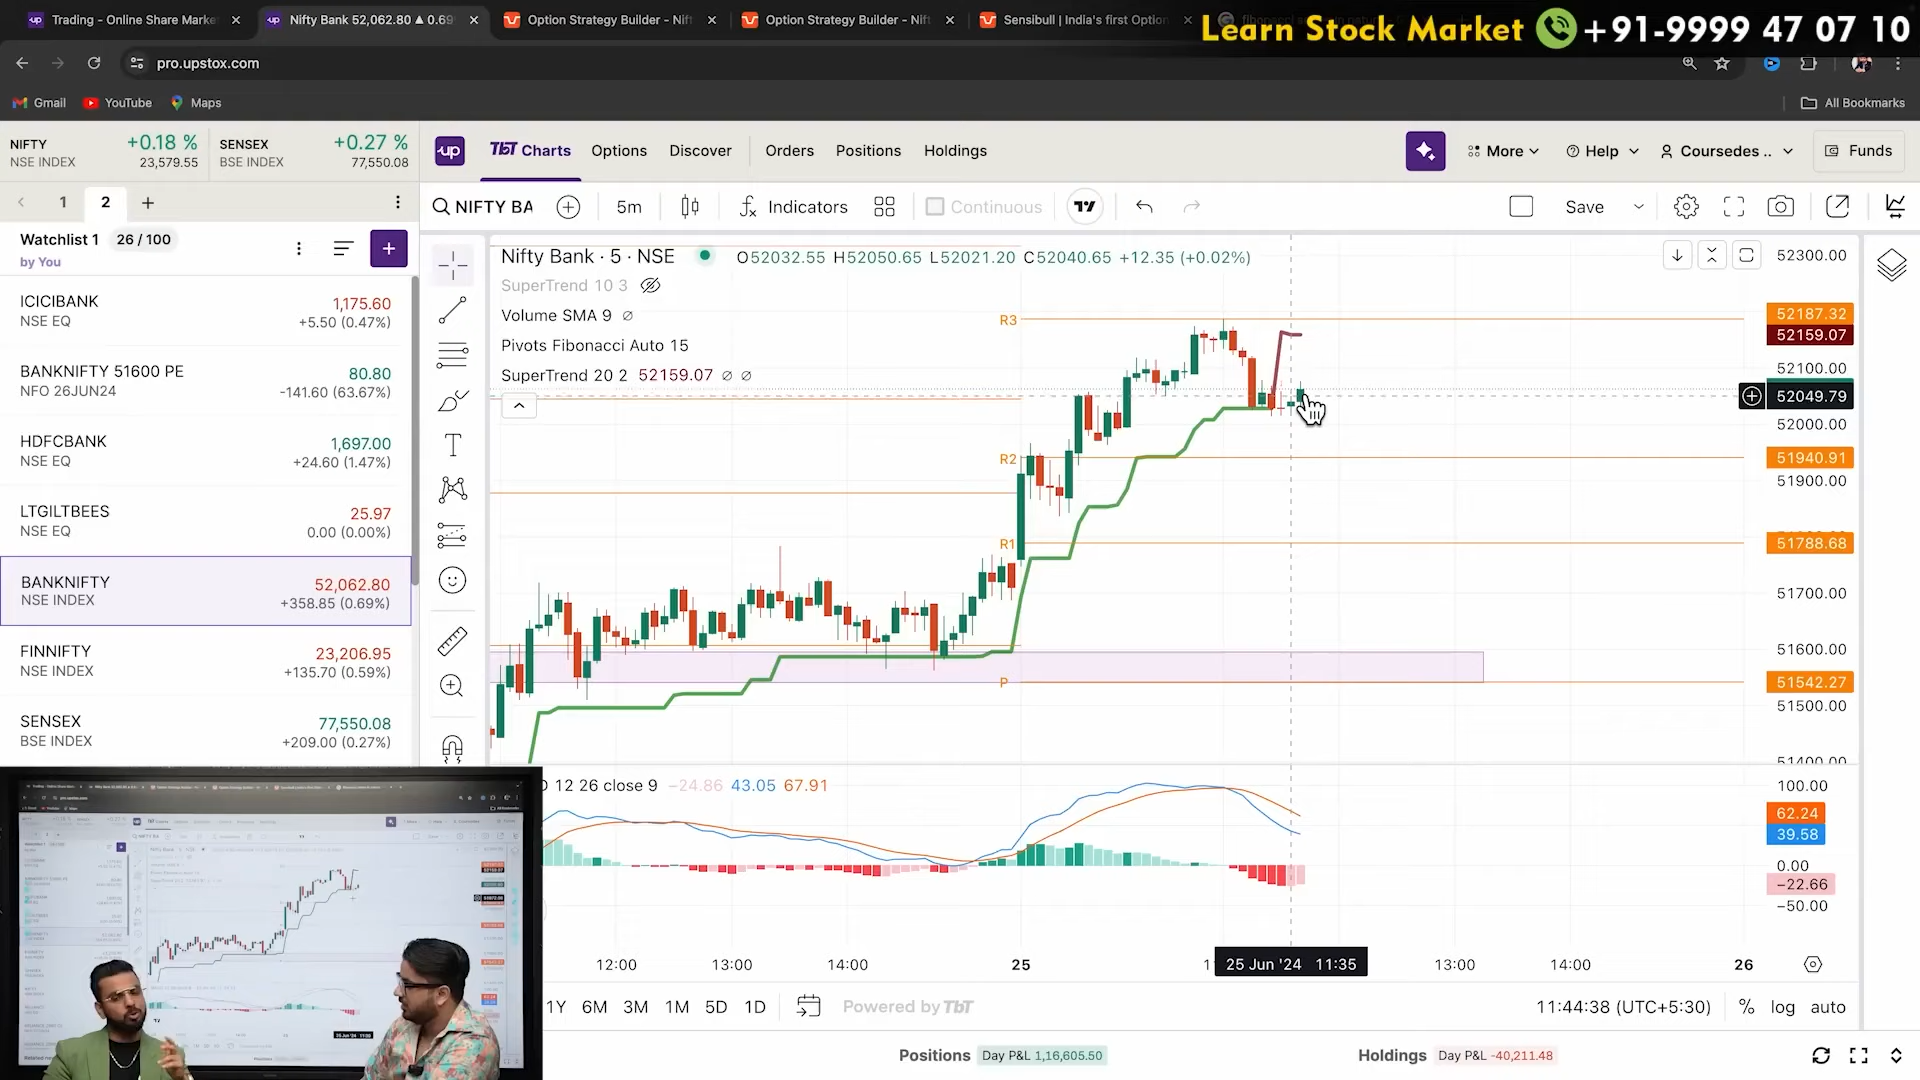 Trading - Online Share Market
Nifty Bank 52,062.80 ▲ 0.69
Option Strategy Builder - Nift
Option Strategy Builder - Nift
Sensibull | India's first Option
Learn Stock Market +91-9999 47 07 10
pro.upstox.com
Gmail
YouTube
Maps
All Bookmarks
NIFTY +0.18 %
NSE INDEX 23,579.55
SENSEX +0.27 %
BSE INDEX 77,550.08
up
TbT Charts
Options
Discover
Orders
Positions
Holdings
More
Help
Coursedes ..
Funds
1
2
Watchlist 1 26 / 100
by You
NIFTY BA
5m
Indicators
Continuous
Save
ICICIBANK 1,175.60
NSE EQ +5.50 (0.47%)
BANKNIFTY 51600 PE 80.80
NFO 26JUN24 -141.60 (63.67%)
HDFCBANK 1,697.00
NSE EQ +24.60 (1.47%)
LTGILTBEES 25.97
NSE EQ 0.00 (0.00%)
BANKNIFTY 52,062.80
NSE INDEX +358.85 (0.69%)
FINNIFTY 23,206.95
NSE INDEX +135.70 (0.59%)
SENSEX 77,550.08
BSE INDEX +209.00 (0.27%)
Nifty Bank · 5 · NSE O52032.55 H52050.65 L52021.20 C52040.65 +12.35 (+0.02%)
SuperTrend 10 3
Volume SMA 9
Pivots Fibonacci Auto 15
SuperTrend 20 2 52159.07
R3
R2
R1
P
52300.00
52187.32
52159.07
52100.00
52049.79
52000.00
51940.91
51900.00
51788.68
51700.00
51600.00
51542.27
51500.00
51400.00
12 26 close 9 −24.86 43.05 67.91
100.00
62.24
39.58
0.00
−22.66
−50.00
12:00
13:00
14:00
25
25 Jun '24 11:35
13:00
14:00
26
1Y
6M
3M
1M
5D
1D
Powered by TbT
11:44:38 (UTC+5:30)
%
log
auto
Positions Day P&L 1,16,605.50
Holdings Day P&L -40,211.48